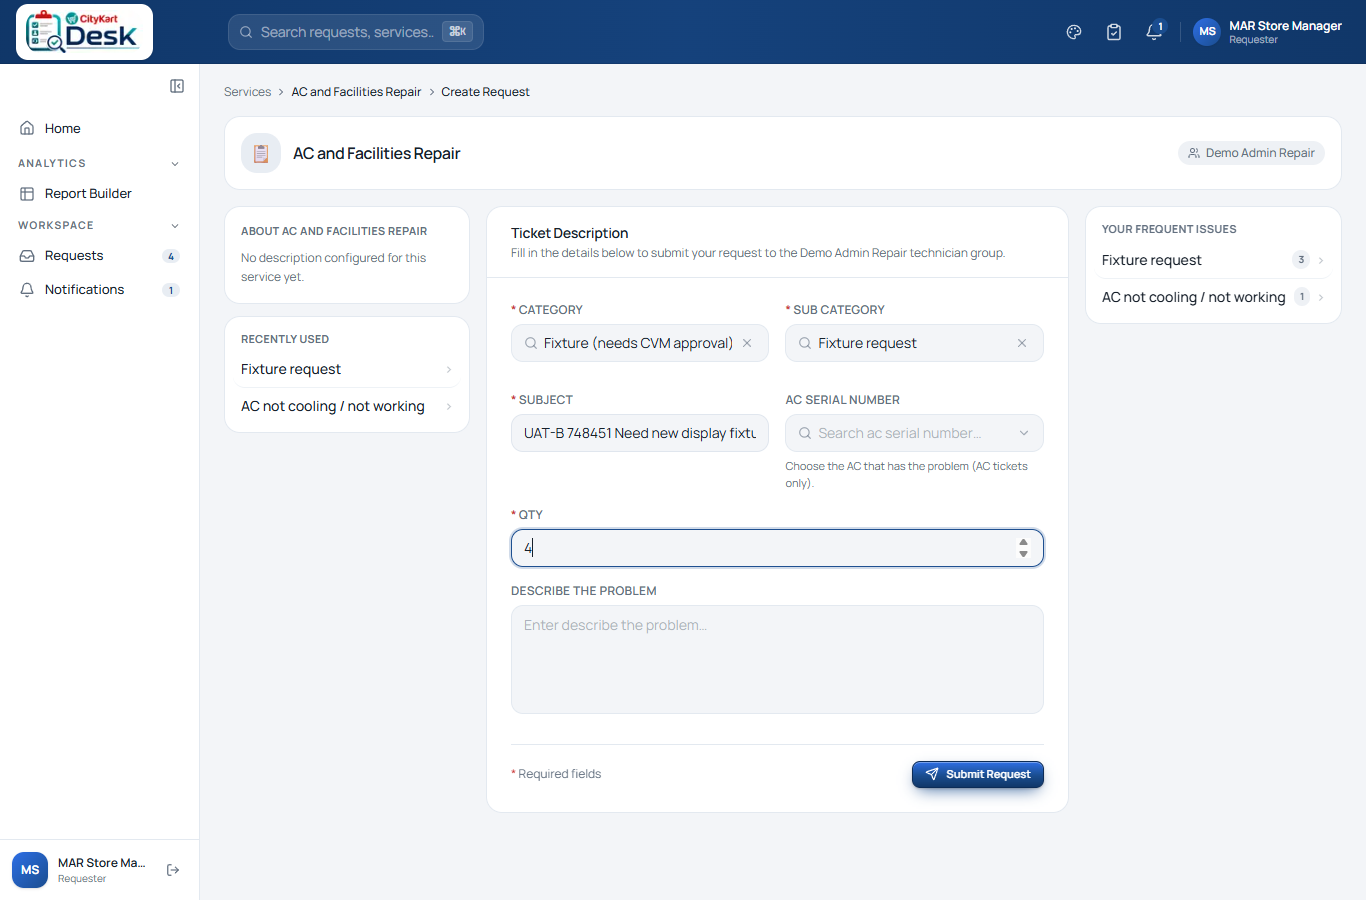 CityKart
Desk
Search requests, services..
⌘K
1
MS
MAR Store Manager
Requester
Home
ANALYTICS
Report Builder
WORKSPACE
Requests
4
Notifications
1
MS
MAR Store Ma...
Requester
Services > AC and Facilities Repair > Create Request
AC and Facilities Repair
Demo Admin Repair
ABOUT AC AND FACILITIES REPAIR
No description configured for this
service yet.
RECENTLY USED
Fixture request
AC not cooling / not working
Ticket Description
Fill in the details below to submit your request to the Demo Admin Repair technician group.
* CATEGORY
Fixture (needs CVM approval)
* SUB CATEGORY
Fixture request
* SUBJECT
UAT-B 748451 Need new display fixtu
AC SERIAL NUMBER
Search ac serial number...
Choose the AC that has the problem (AC tickets
only).
* QTY
4
DESCRIBE THE PROBLEM
Enter describe the problem...
* Required fields
Submit Request
YOUR FREQUENT ISSUES
Fixture request
3
AC not cooling / not working
1